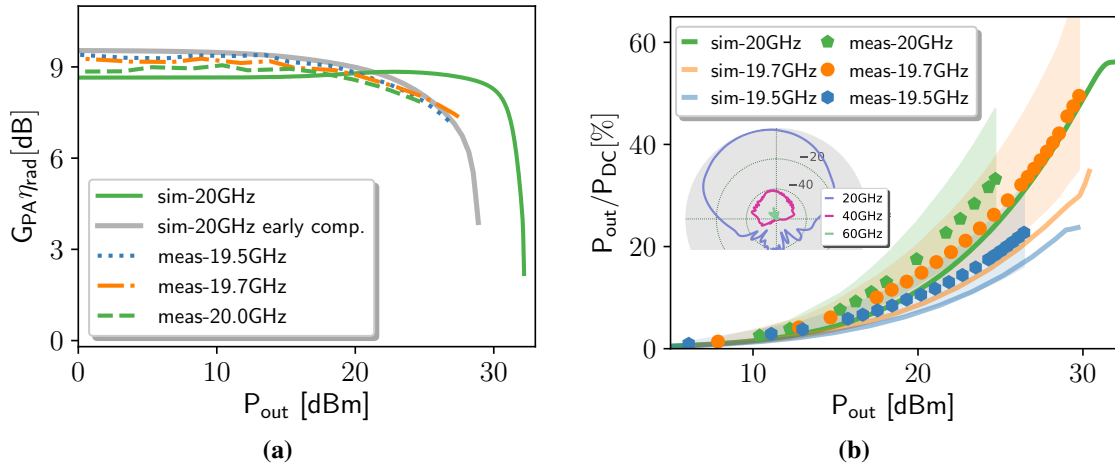 (a)
G_PA η_rad [dB]
9
6
3
0
sim-20GHz
sim-20GHz early comp.
meas-19.5GHz
meas-19.7GHz
meas-20.0GHz
0 10 20 30
P_out [dBm]
(b)
P_out/P_DC[%]
60
40
20
0
sim-20GHz meas-20GHz
sim-19.7GHz meas-19.7GHz
sim-19.5GHz meas-19.5GHz
−20
−40
20GHz
40GHz
60GHz
10 20 30
P_out [dBm]